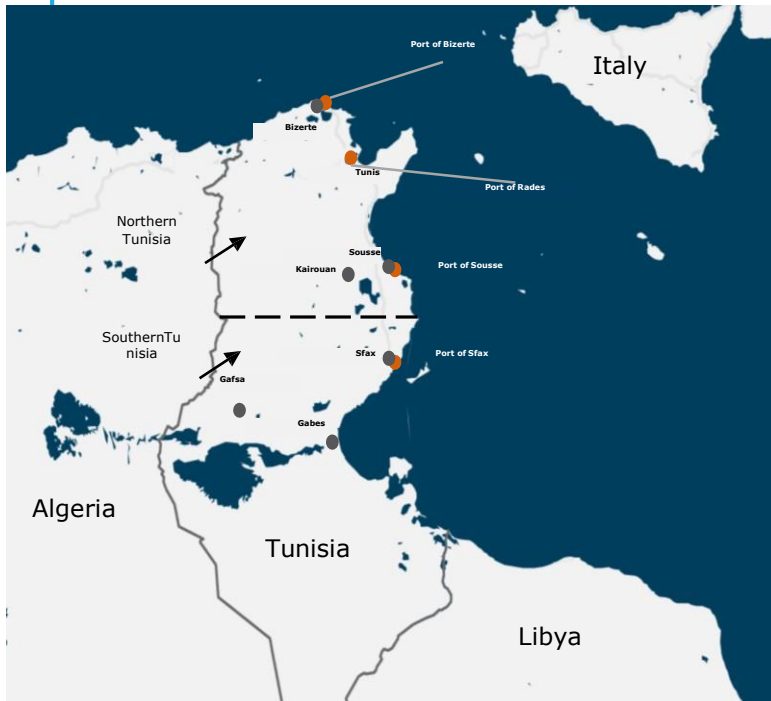 Port of Bizerte
Italy
Bizerte
Tunis
Port of Rades
Northern
Tunisia
Sousse
Port of Sousse
Kairouan
SouthernTu
nisia
Sfax
Port of Sfax
Gafsa
Gabes
Algeria
Tunisia
Libya